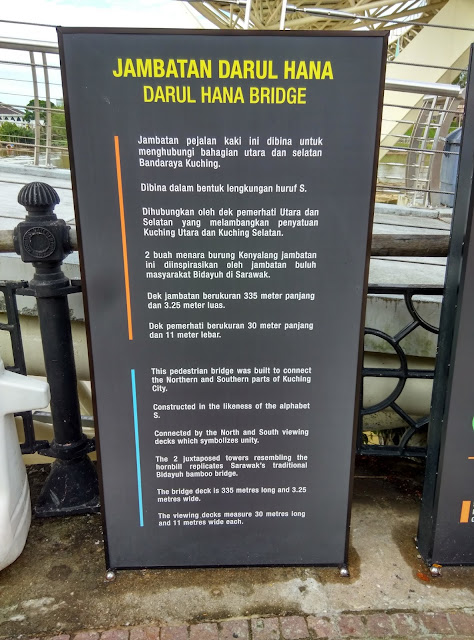 JAMBATAN DARUL HANA
DARUL HANA BRIDGE
Jambatan pejalan kaki ini dibina untuk
menghubungi bahagian utara dan selatan
Bandaraya Kuching.
Dibina dalam bentuk lengkungan huruf S.
Dihubungkan oleh dek pemerhati Utara dan
Selatan yang melambangkan penyatuan
Kuching Utara dan Kuching Selatan.
2 buah menara burung Kenyalang jambatan
ini diinspirasikan oleh jambatan buluh
masyarakat Bidayuh di Sarawak.
Dek jambatan berukuran 335 meter panjang
dan 3.25 meter luas.
Dek pemerhati berukuran 30 meter panjang
dan 11 meter lebar.
This pedestrian bridge was built to connect
the Northern and Southern parts of Kuching
City.
Constructed in the likeness of the alphabet
S.
Connected by the North and South viewing
decks which symbolizes unity.
The 2 juxtaposed towers resembling the
hornbill replicates Sarawak's traditional
Bidayuh bamboo bridge.
The bridge deck is 335 metres long and 3.25
metres wide.
The viewing decks measure 30 metres long
and 11 metres wide each.